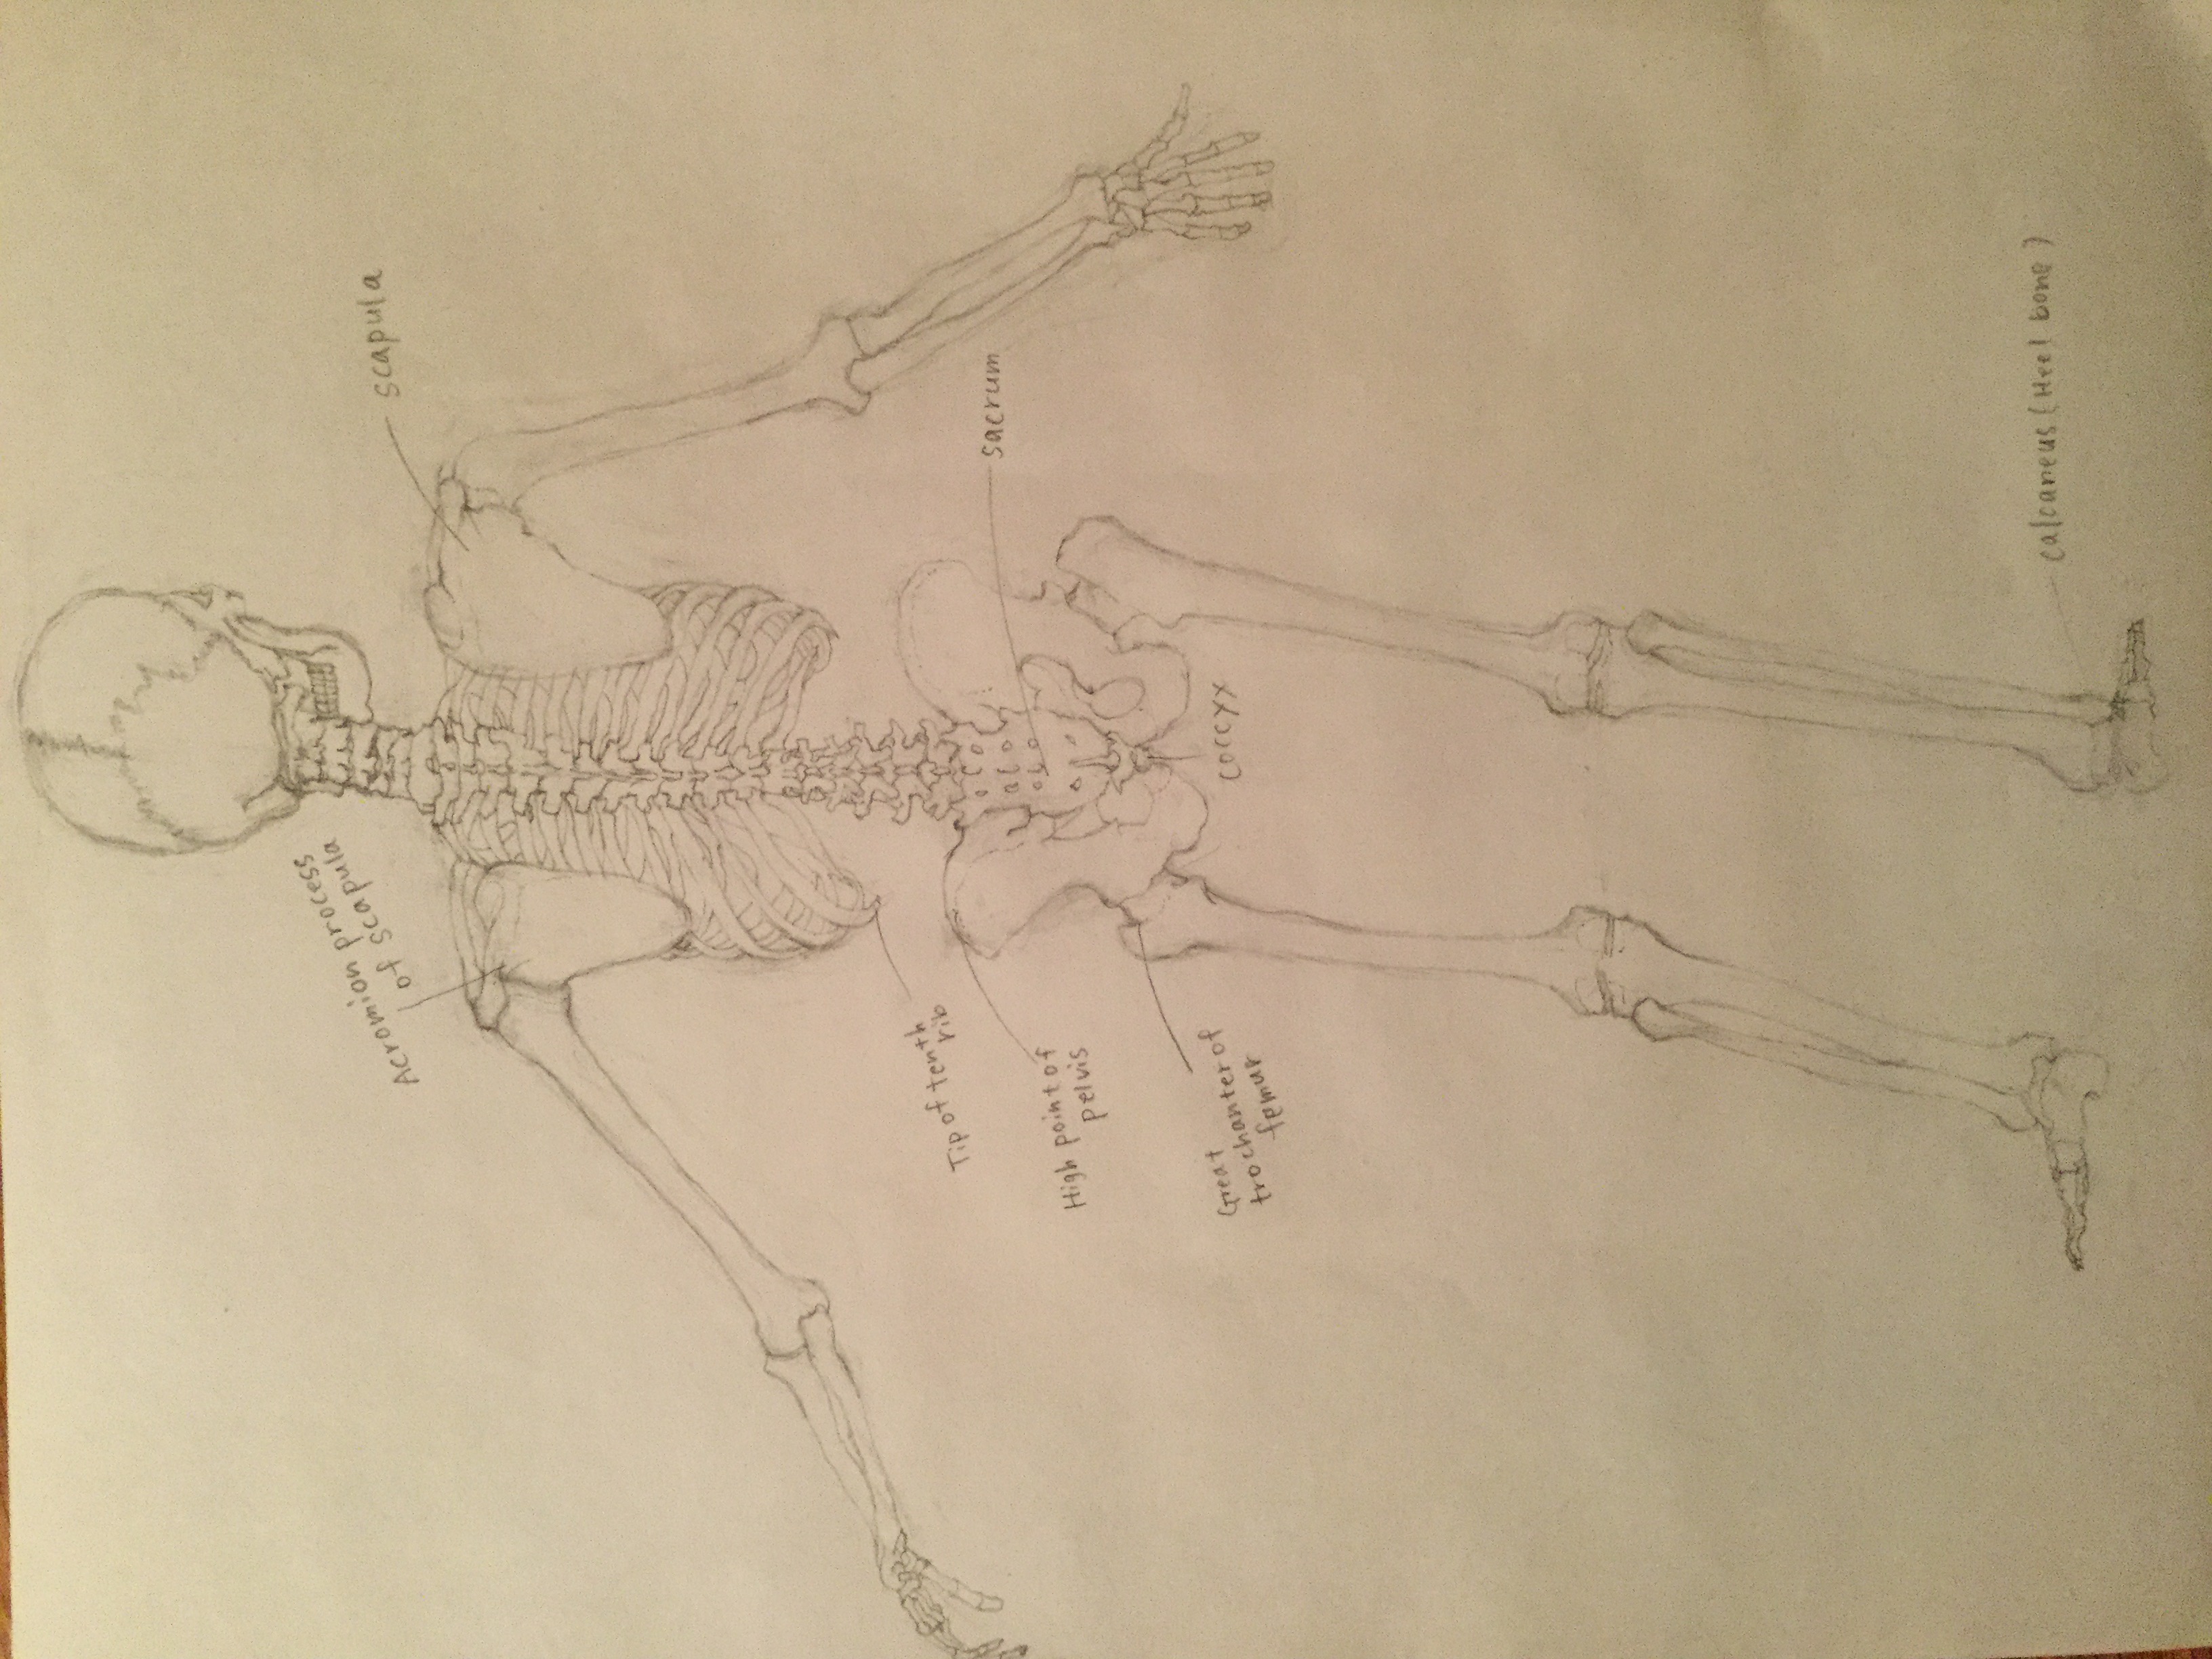 Acromion process
of scapula
scapula
Tip of tenth
rib
High point of
pelvis
sacrum
Great
trochanter of
femur
coccyx
calcaneus (Heel bone)